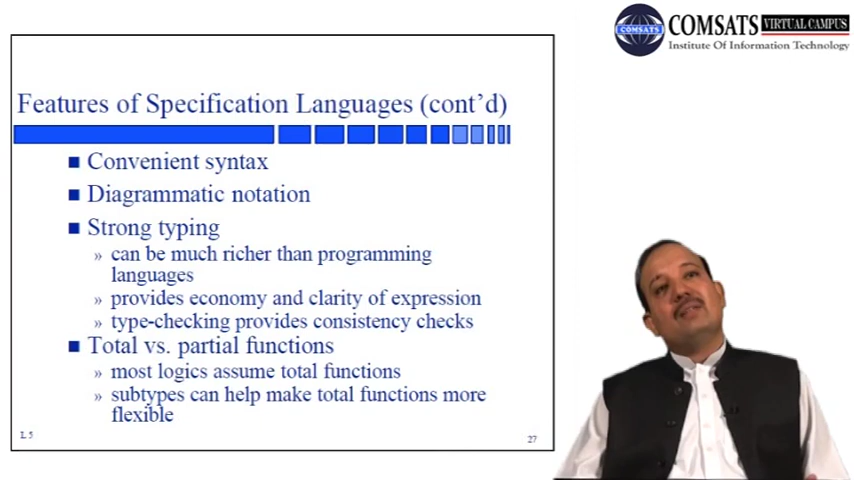 COMSATS
COMSATS VIRTUAL CAMPUS
Institute Of Information Technology
Features of Specification Languages (cont'd)
Convenient syntax
Diagrammatic notation
Strong typing
» can be much richer than programming
languages
» provides economy and clarity of expression
» type-checking provides consistency checks
Total vs. partial functions
» most logics assume total functions
» subtypes can help make total functions more
flexible
L 5
27